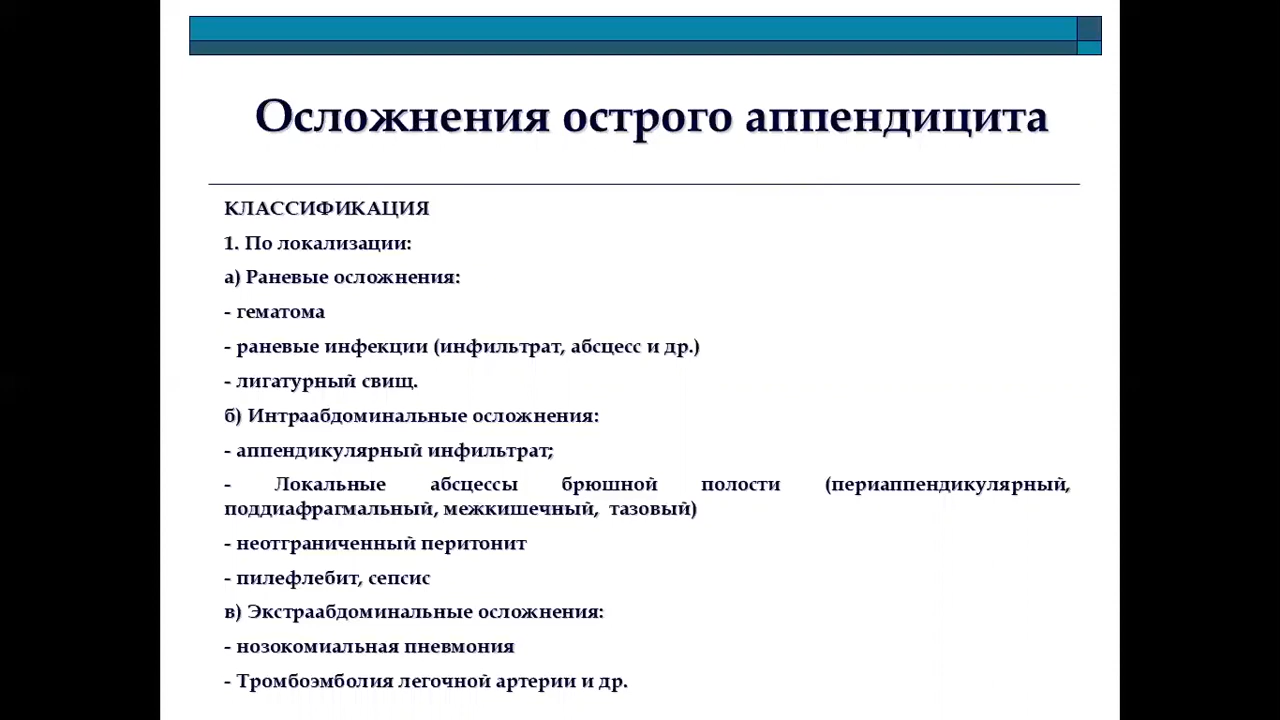 Осложнения острого аппендицита
КЛАССИФИКАЦИЯ
1. По локализации:
а) Раневые осложнения:
- гематома
- раневые инфекции (инфильтрат, абсцесс и др.)
- лигатурный свищ.
б) Интраабдоминальные осложнения:
- аппендикулярный инфильтрат;
- Локальные абсцессы брюшной полости (периаппендикулярный,
поддиафрагмальный, межкишечный, тазовый)
- неотграниченный перитонит
- пилефлебит, сепсис
в) Экстраабдоминальные осложнения:
- нозокомиальная пневмония
- Тромбоэмболия легочной артерии и др.